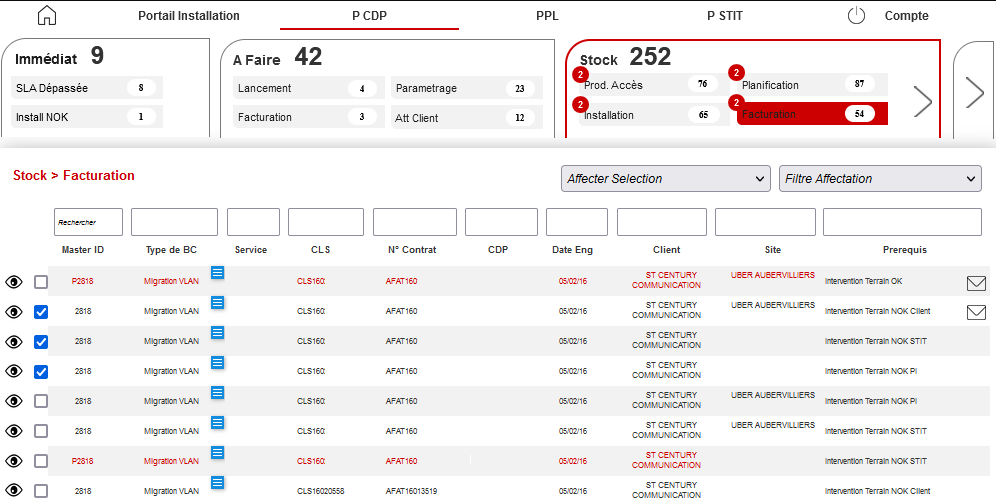 Portail Installation P CDP PPL P STIT Compte
Immédiat 9
SLA Dépassée 8
Install NOK 1
A Faire 42
Lancement 4 Parametrage 23
Facturation 3 Att Client 12
Stock 252
2 Prod. Accès 76 2 Planification 87
2 Installation 65 2 Facturation 54
Stock > Facturation
Affecter Selection Filtre Affectation
Rechercher
Master ID Type de BC Service CLS N° Contrat CDP Date Eng Client Site Prerequis
P2818 Migration VLAN CLS160 AFAT160 05/02/16 ST CENTURY COMMUNICATION UBER AUBERVILLIERS Intervention Terrain OK
2818 Migration VLAN CLS160 AFAT160 05/02/16 ST CENTURY COMMUNICATION UBER AUBERVILLIERS Intervention Terrain NOK Client
2818 Migration VLAN CLS160 AFAT160 05/02/16 ST CENTURY COMMUNICATION Intervention Terrain NOK STIT
2818 Migration VLAN CLS160 AFAT160 05/02/16 ST CENTURY COMMUNICATION Intervention Terrain NOK PI
2818 Migration VLAN CLS160 AFAT160 05/02/16 ST CENTURY COMMUNICATION UBER AUBERVILLIERS Intervention Terrain NOK PI
2818 Migration VLAN CLS160 AFAT160 05/02/16 ST CENTURY COMMUNICATION UBER AUBERVILLIERS Intervention Terrain NOK STIT
P2818 Migration VLAN CLS160 AFAT160 05/02/16 ST CENTURY COMMUNICATION Intervention Terrain NOK STIT
2818 Migration VLAN CLS16020558 AFAT16013519 05/02/16 ST CENTURY COMMUNICATION Intervention Terrain NOK Client